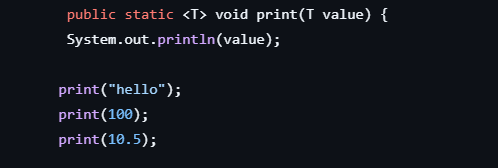 public static <T> void print(T value) {
System.out.println(value);
print("hello");
print(100);
print(10.5);